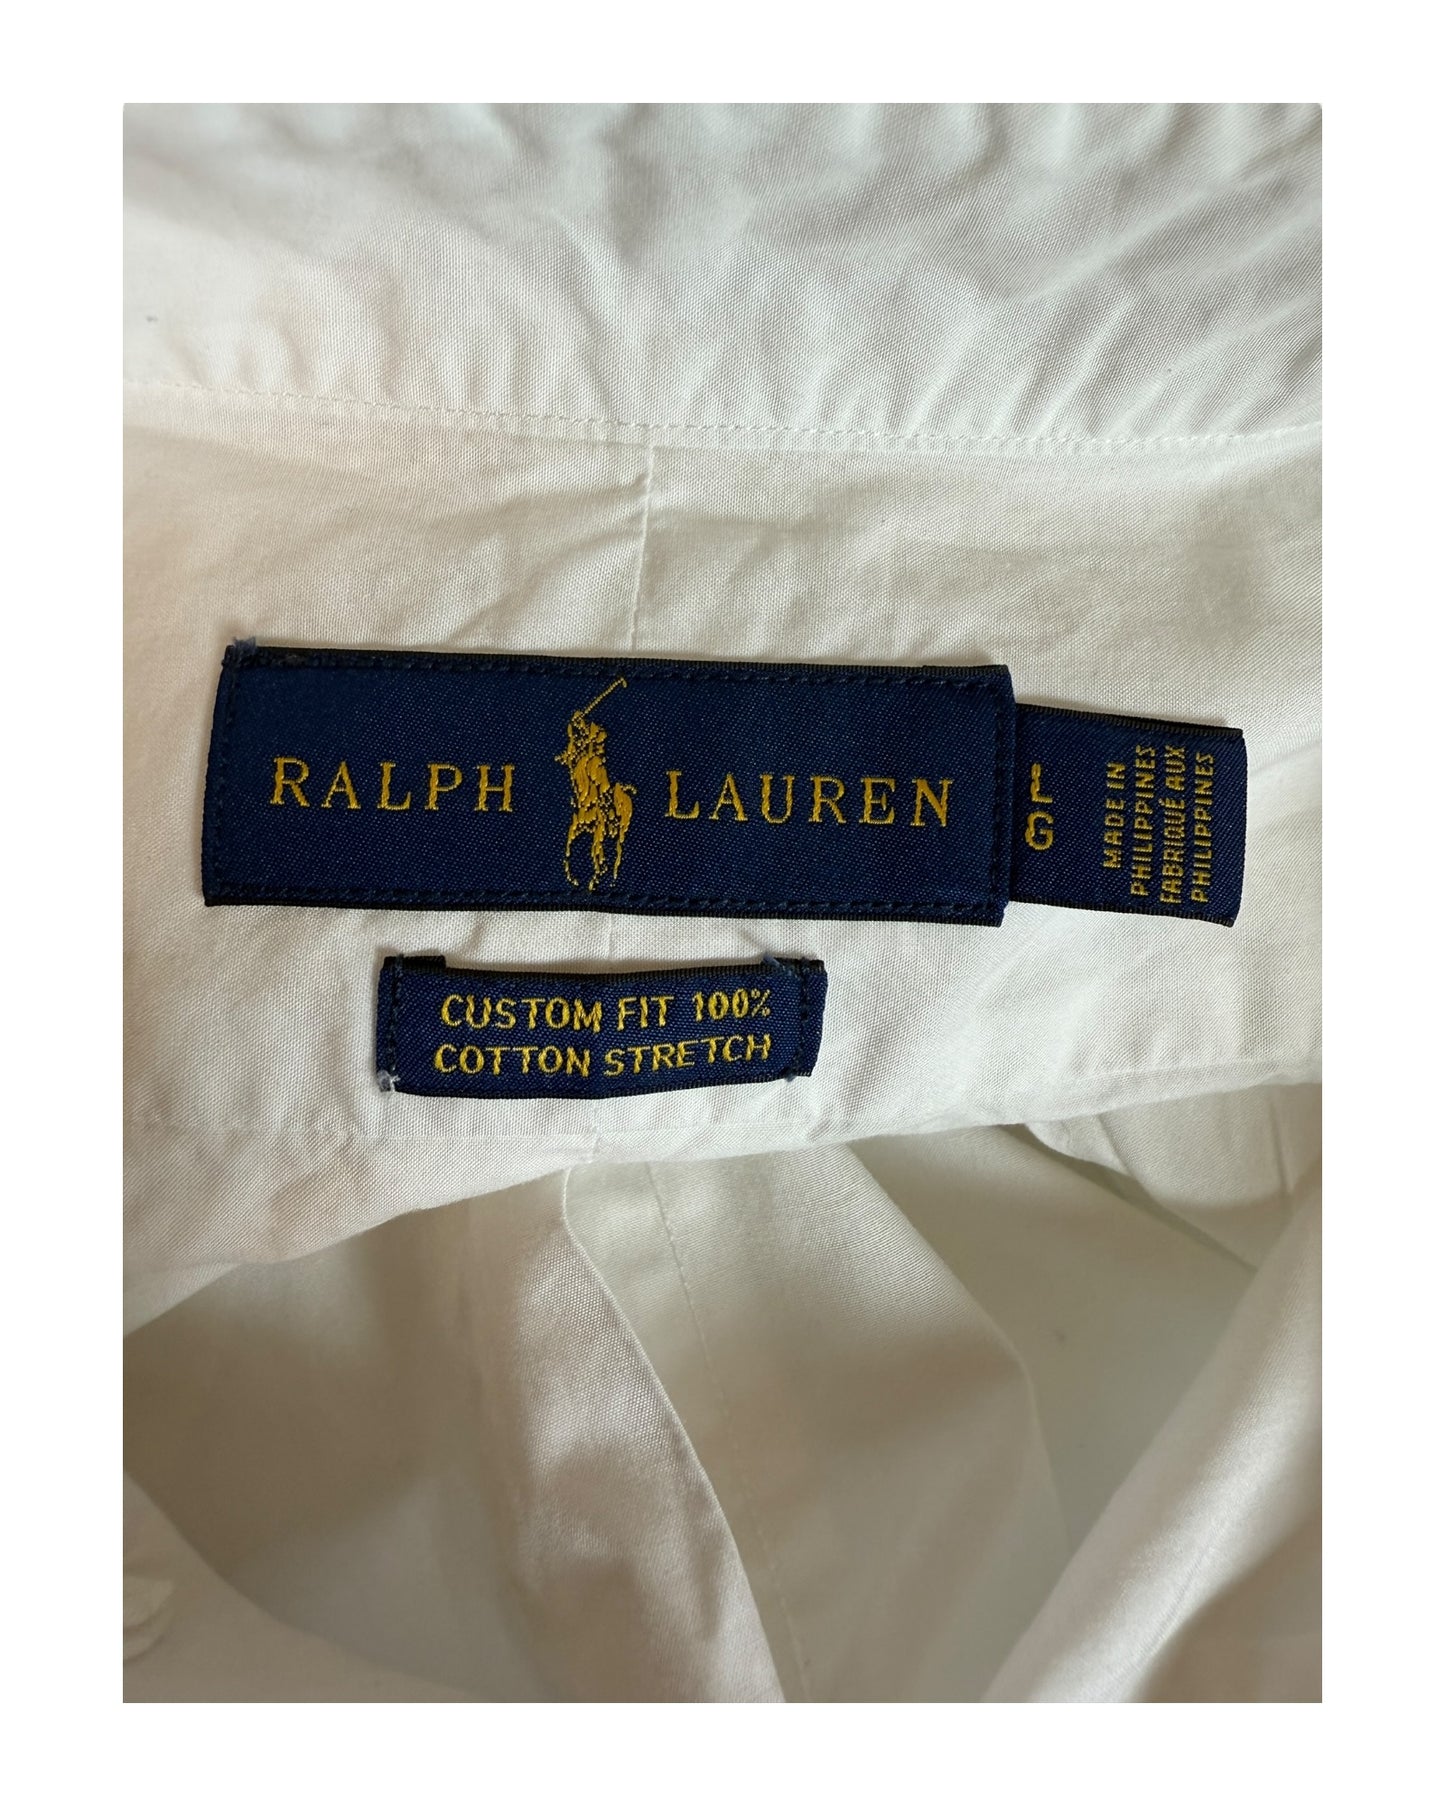 RALPH LAUREN
L
G
MADE IN
PHILIPPINES
FABRIQUÉ AUX
PHILIPPINES
CUSTOM FIT 100%
COTTON STRETCH